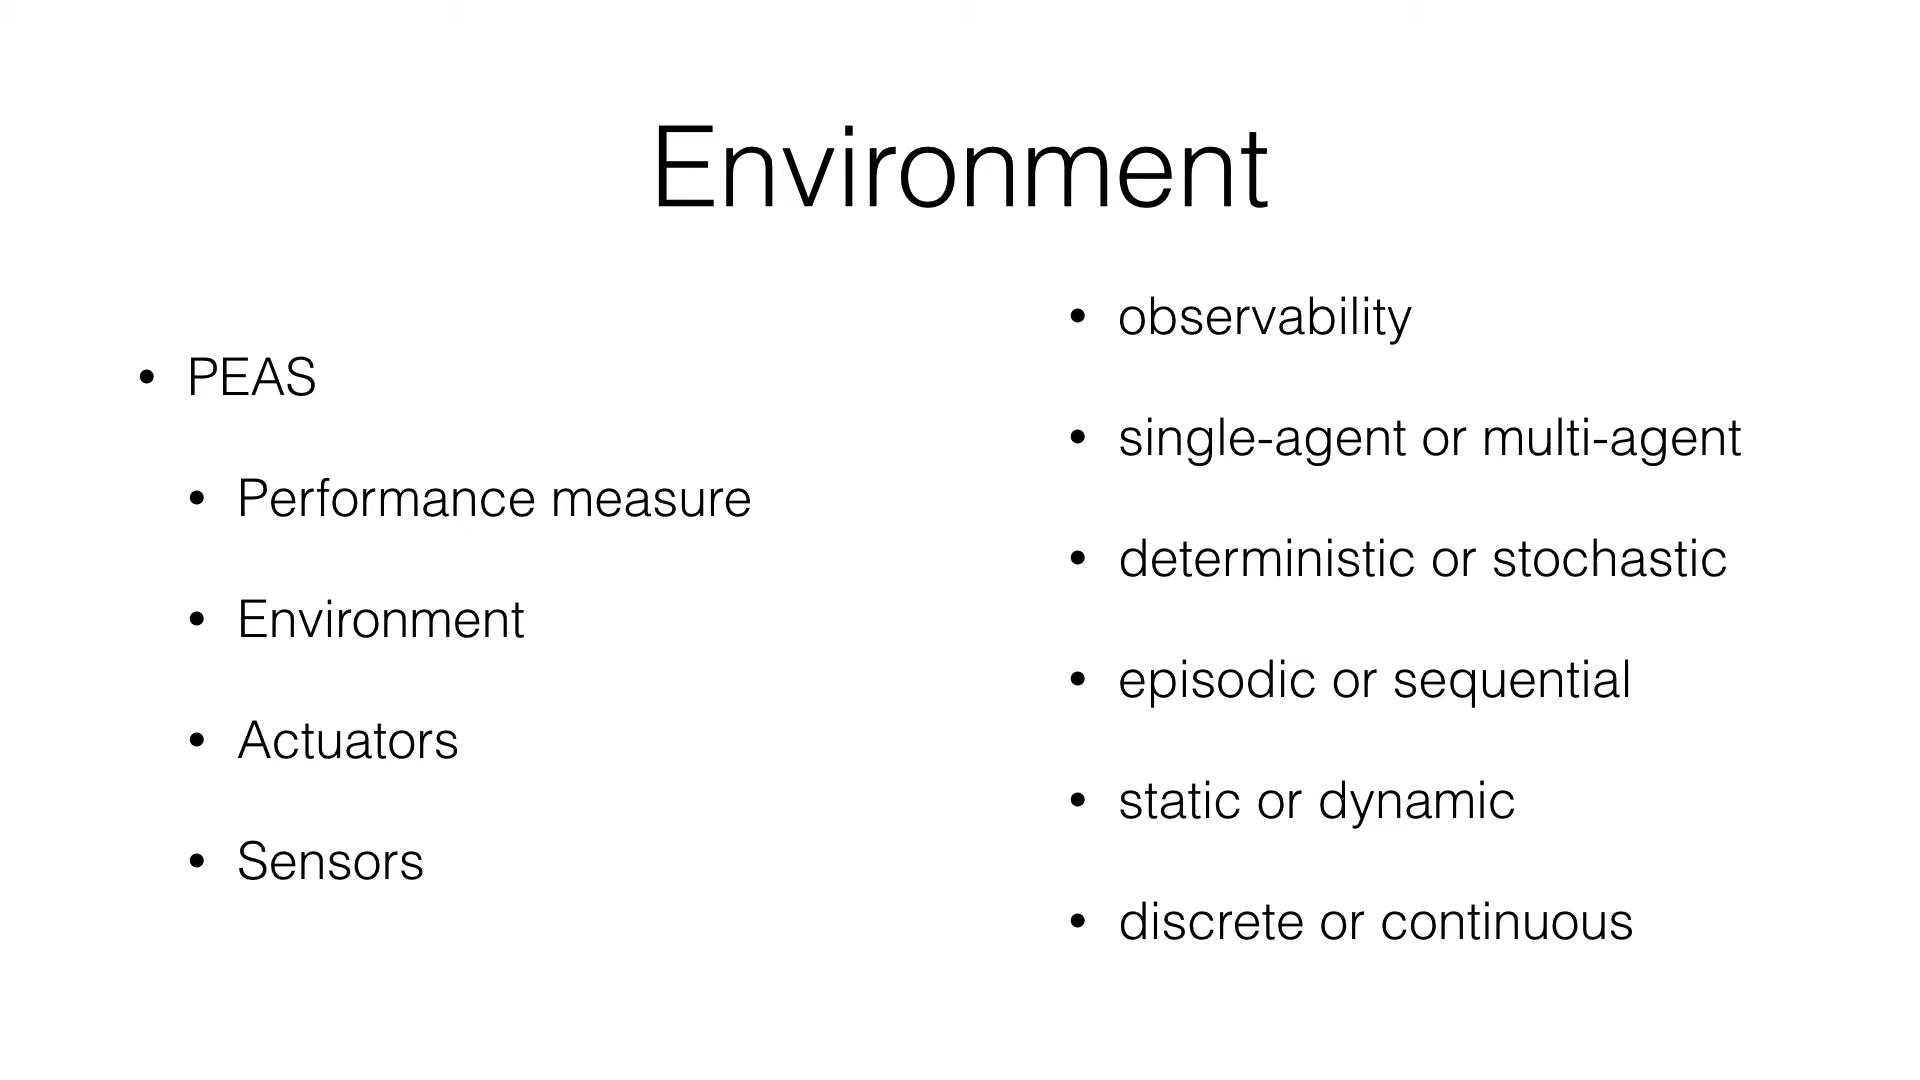 Environment
• PEAS
• Performance measure
• Environment
• Actuators
• Sensors
• observability
• single-agent or multi-agent
• deterministic or stochastic
• episodic or sequential
• static or dynamic
• discrete or continuous